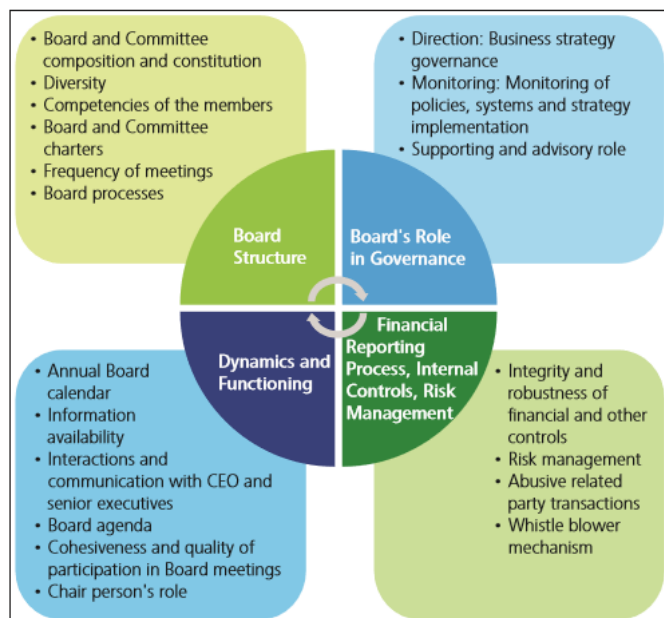 • Board and Committee
composition and constitution
• Diversity
• Competencies of the members
• Board and Committee
charters
• Frequency of meetings
• Board processes
• Direction: Business strategy
governance
• Monitoring: Monitoring of
policies, systems and strategy
implementation
• Supporting and advisory role
Board
Structure
Board's Role
in Governance
Dynamics and
Functioning
Financial
Reporting
Process, Internal
Controls, Risk
Management
• Annual Board
calendar
• Information
availability
• Interactions and
communication with CEO and
senior executives
• Board agenda
• Cohesiveness and quality of
participation in Board meetings
• Chair person's role
• Integrity and
robustness of
financial and other
controls
• Risk management
• Abusive related
party transactions
• Whistle blower
mechanism